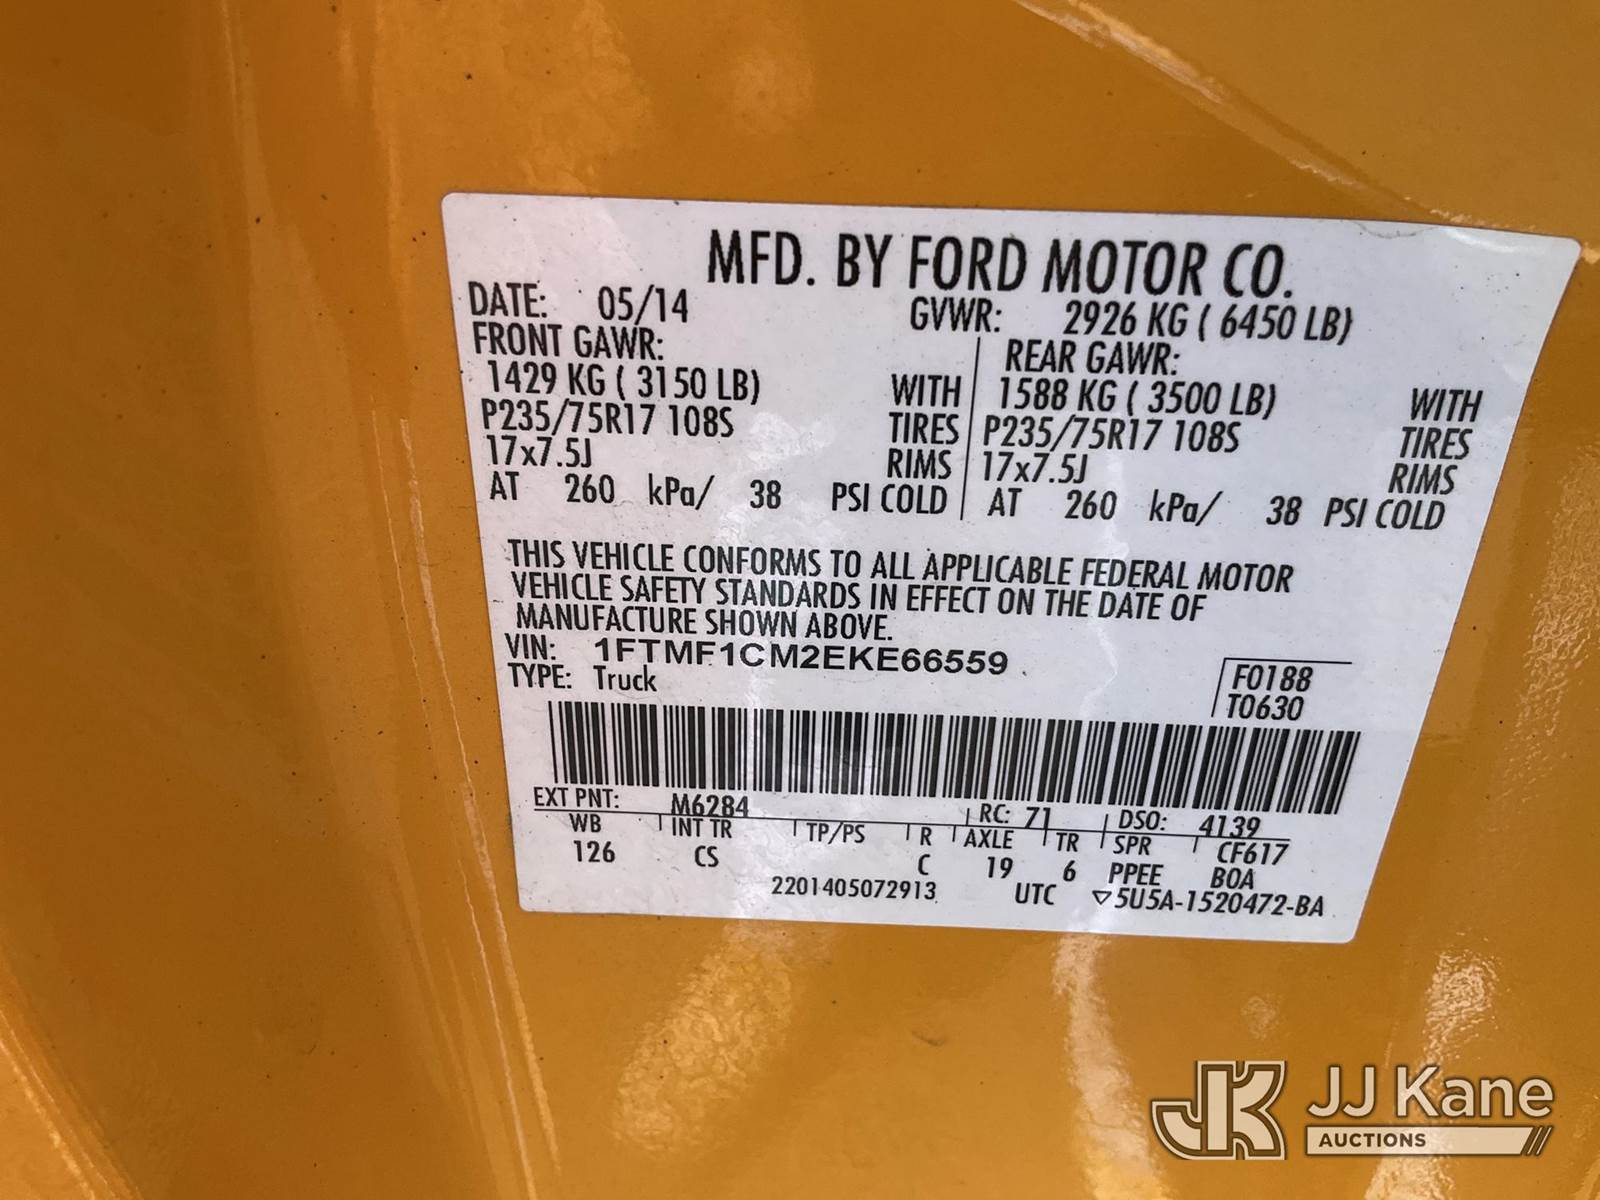 MFD. BY FORD MOTOR CO.
DATE: 05/14 GVWR: 2926 KG ( 6450 LB)
FRONT GAWR: REAR GAWR:
1429 KG ( 3150 LB) WITH 1588 KG ( 3500 LB) WITH
P235/75R17 108S TIRES P235/75R17 108S TIRES
17x7.5J RIMS 17x7.5J RIMS
AT 260 kPa/ 38 PSI COLD AT 260 kPa/ 38 PSI COLD
THIS VEHICLE CONFORMS TO ALL APPLICABLE FEDERAL MOTOR
VEHICLE SAFETY STANDARDS IN EFFECT ON THE DATE OF
MANUFACTURE SHOWN ABOVE.
VIN: 1FTMF1CM2EKE66559
TYPE: Truck
F0188
T0630
EXT PNT: M6284 RC: 71 DSO: 4139
WB INT TR TP/PS R AXLE TR SPR CF617
126 CS C 19 6 PPEE BOA
2201405072913 UTC ▽5U5A-1520472-BA
JK JJ Kane
AUCTIONS